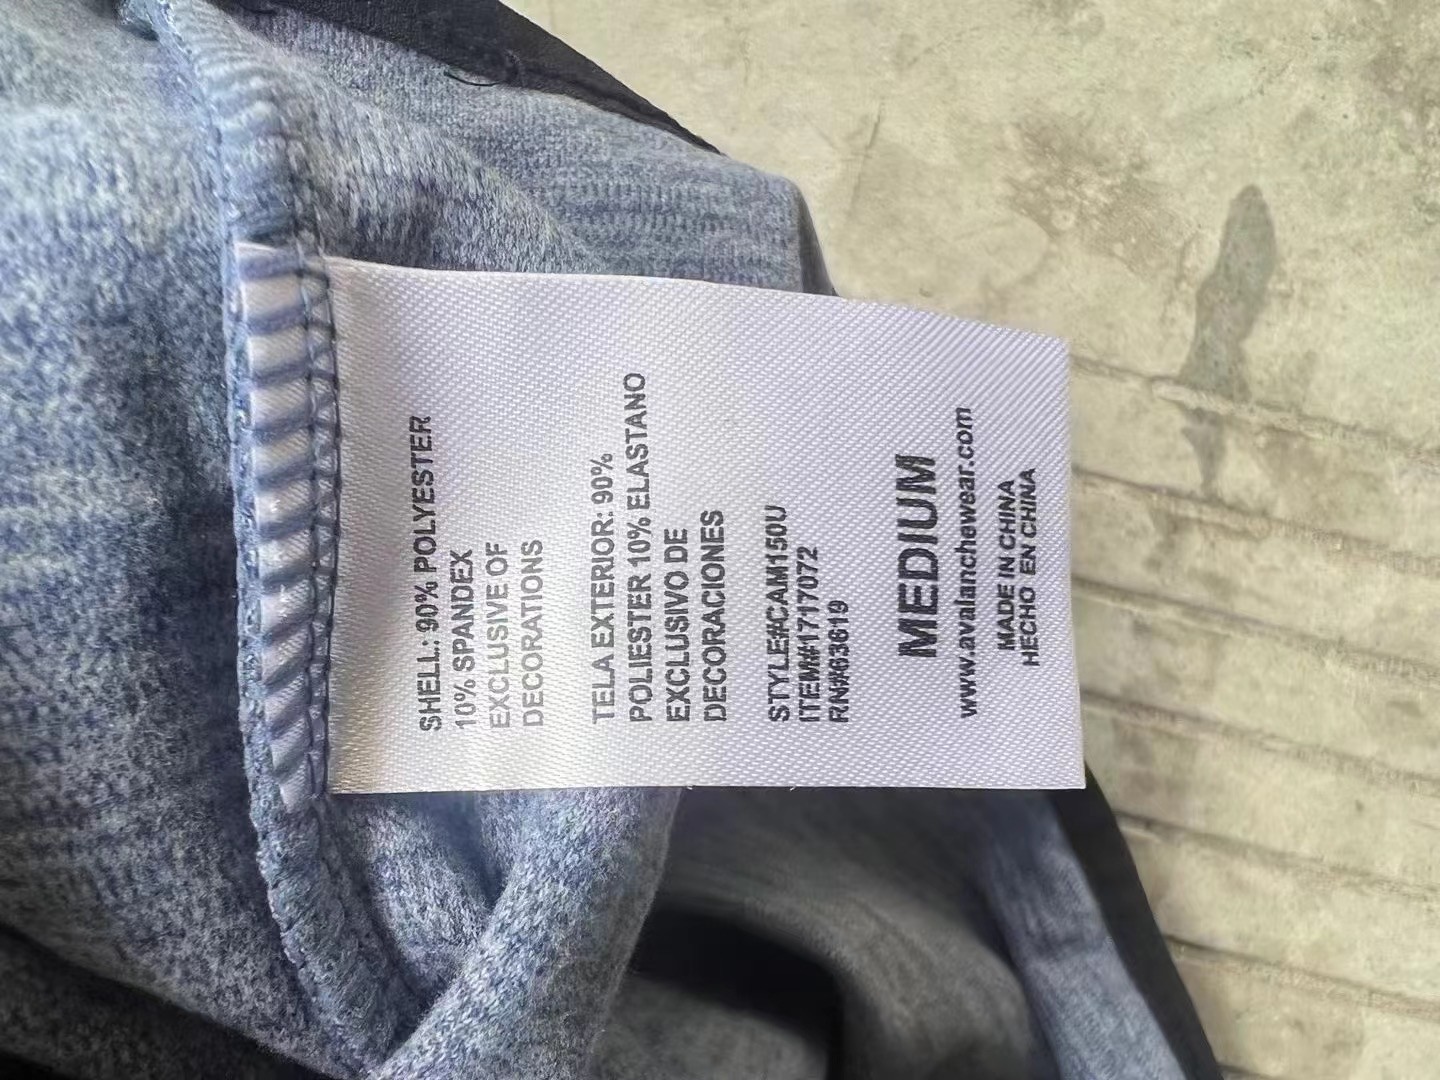 SHELL: 90% POLYESTER
10% SPANDEX
EXCLUSIVE OF
DECORATIONS
TELA EXTERIOR: 90%
POLIESTER 10% ELASTANO
EXCLUSIVO DE
DECORACIONES
STYLE#CAM150U
ITEM#1717072
RN#63619
MEDIUM
www.avalanchewear.com
MADE IN CHINA
HECHO EN CHINA